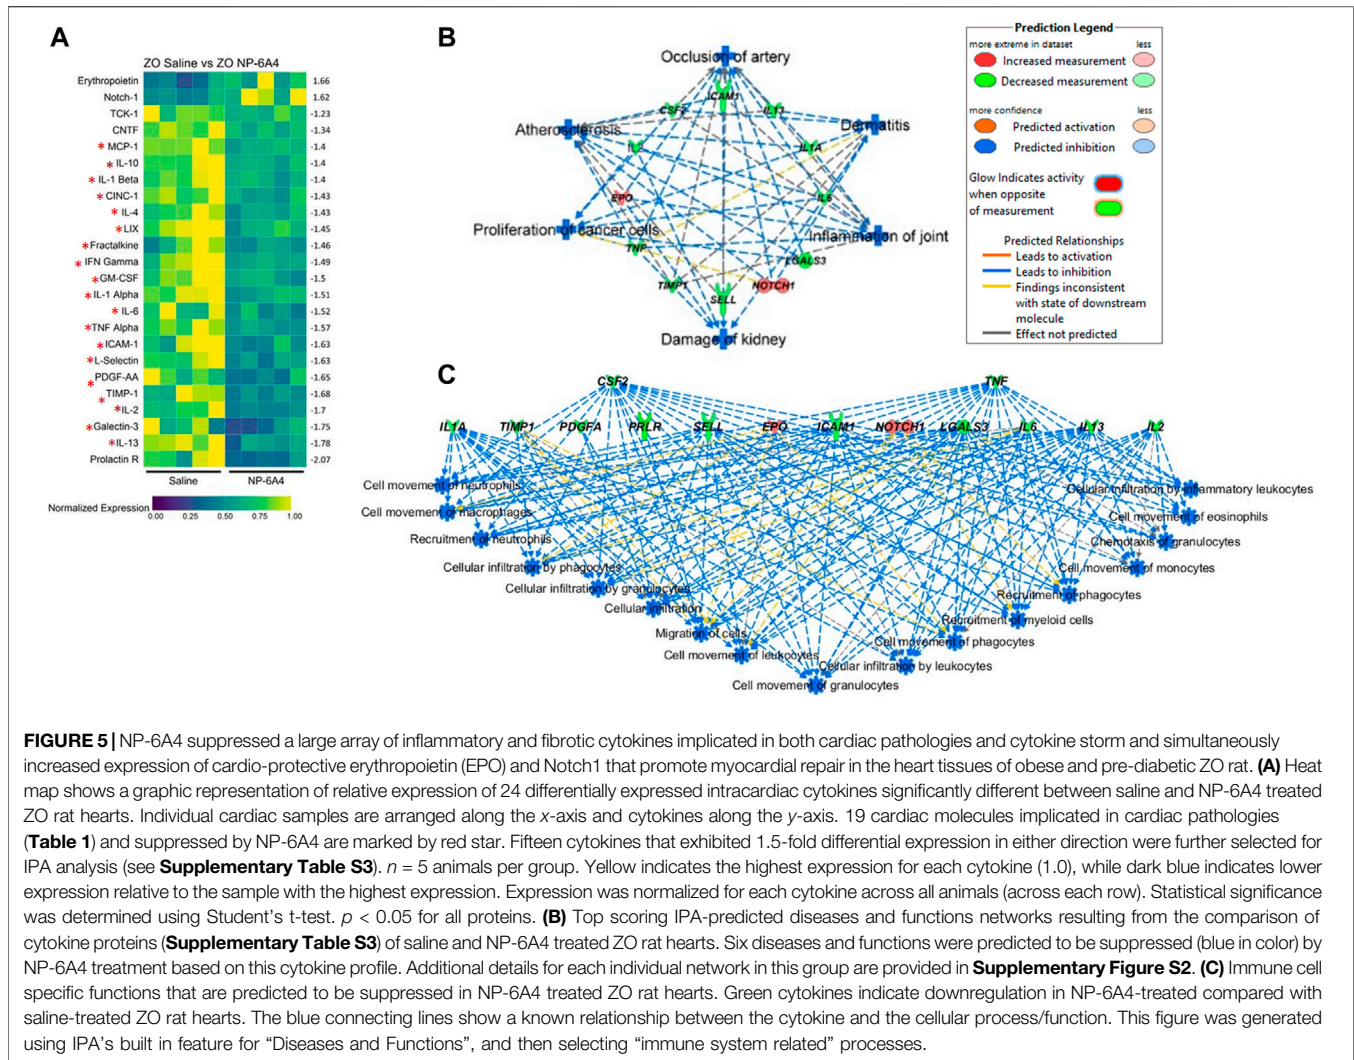 A
ZO Saline vs ZO NP-6A4
Erythropoietin 1.66
Notch-1 1.62
TCK-1 -1.23
CNTF -1.34
* MCP-1 -1.4
* IL-10 -1.4
* IL-1 Beta -1.4
* CINC-1 -1.43
* IL-4 -1.43
* LIX -1.45
* Fractalkine -1.46
* IFN Gamma -1.49
* GM-CSF -1.5
* IL-1 Alpha -1.51
* IL-6 -1.52
* TNF Alpha -1.57
* ICAM-1 -1.63
* L-Selectin -1.63
* PDGF-AA -1.65
* TIMP-1 -1.68
* IL-2 -1.7
* Galectin-3 -1.75
* IL-13 -1.78
Prolactin R -2.07
Saline NP-6A4
Normalized Expression 0.00 0.25 0.50 0.75 1.00
B
Occlusion of artery
ICAM1
CSF2 IL13
Atherosclerosis Dermatitis
IL1A
EPO IL6
Proliferation of cancer cells Inflammation of joint
TNF
LGALS3
TIMP1 NOTCH1
SELL
Damage of kidney
Prediction Legend
more extreme in dataset less
Increased measurement
Decreased measurement
more confidence less
Predicted activation
Predicted inhibition
Glow Indicates activity
when opposite
of measurement
Predicted Relationships
Leads to activation
Leads to inhibition
Findings inconsistent
with state of downstream
molecule
Effect not predicted
C
CSF2 TNF
IL1A TIMP1 PDGFA PRLR SELL EPO ICAM1 NOTCH1 LGALS3 IL6 IL13 IL2
Cell movement of neutrophils Cellular infiltration by inflammatory leukocytes
Cell movement of macrophages Cell movement of eosinophils
Recruitment of neutrophils Chemotaxis of granulocytes
Cellular infiltration by phagocytes Cell movement of monocytes
Cellular infiltration by granulocytes Recruitment of phagocytes
Cellular infiltration Recruitment of myeloid cells
Migration of cells Cell movement of phagocytes
Cell movement of leukocytes Cellular infiltration by leukocytes
Cell movement of granulocytes
FIGURE 5 | NP-6A4 suppressed a large array of inflammatory and fibrotic cytokines implicated in both cardiac pathologies and cytokine storm and simultaneously
increased expression of cardio-protective erythropoietin (EPO) and Notch1 that promote myocardial repair in the heart tissues of obese and pre-diabetic ZO rat. (A) Heat
map shows a graphic representation of relative expression of 24 differentially expressed intracardiac cytokines significantly different between saline and NP-6A4 treated
ZO rat hearts. Individual cardiac samples are arranged along the x-axis and cytokines along the y-axis. 19 cardiac molecules implicated in cardiac pathologies
(Table 1) and suppressed by NP-6A4 are marked by red star. Fifteen cytokines that exhibited 1.5-fold differential expression in either direction were further selected for
IPA analysis (see Supplementary Table S3). n = 5 animals per group. Yellow indicates the highest expression for each cytokine (1.0), while dark blue indicates lower
expression relative to the sample with the highest expression. Expression was normalized for each cytokine across all animals (across each row). Statistical significance
was determined using Student's t-test. p < 0.05 for all proteins. (B) Top scoring IPA-predicted diseases and functions networks resulting from the comparison of
cytokine proteins (Supplementary Table S3) of saline and NP-6A4 treated ZO rat hearts. Six diseases and functions were predicted to be suppressed (blue in color) by
NP-6A4 treatment based on this cytokine profile. Additional details for each individual network in this group are provided in Supplementary Figure S2. (C) Immune cell
specific functions that are predicted to be suppressed in NP-6A4 treated ZO rat hearts. Green cytokines indicate downregulation in NP-6A4-treated compared with
saline-treated ZO rat hearts. The blue connecting lines show a known relationship between the cytokine and the cellular process/function. This figure was generated
using IPA's built in feature for "Diseases and Functions", and then selecting "immune system related" processes.